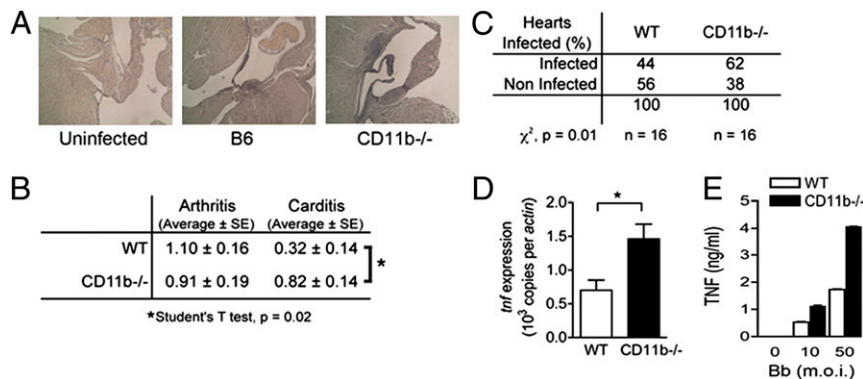 A
Uninfected
B6
CD11b-/-
B
Arthritis
Carditis
(Average ± SE)
(Average ± SE)
WT
1.10 ± 0.16
0.32 ± 0.14
*
CD11b-/-
0.91 ± 0.19
0.82 ± 0.14
*Student's T test, p = 0.02
C
Hearts
Infected (%)
WT
CD11b-/-
Infected
44
62
Non Infected
56
38
100
100
χ², p = 0.01
n = 16
n = 16
D
tnf expression
(10³ copies per actin)
2.0
1.5
1.0
0.5
0.0
*
WT
CD11b-/-
E
WT
CD11b-/-
TNF (ng/ml)
5
4
3
2
1
0
0
10
50
Bb (m.o.i.)